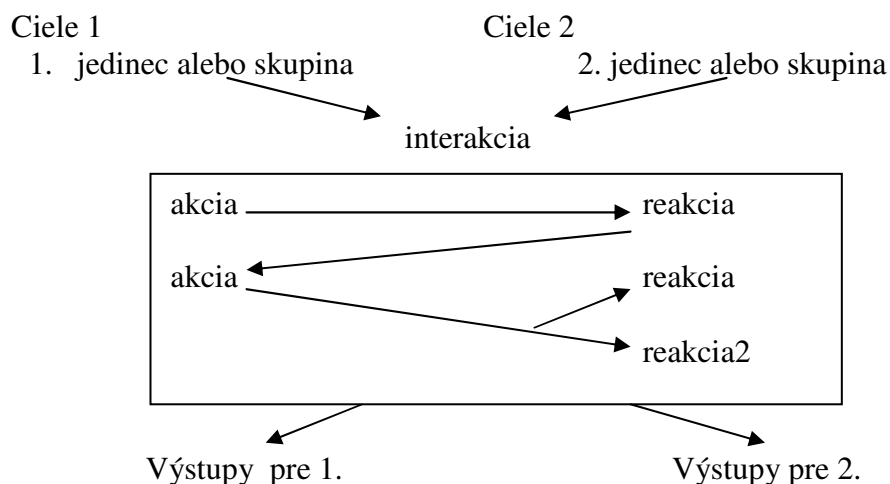 Ciele 1 Ciele 2
1. jedinec alebo skupina 2. jedinec alebo skupina
interakcia
akcia reakcia
akcia reakcia
reakcia2
Výstupy pre 1. Výstupy pre 2.